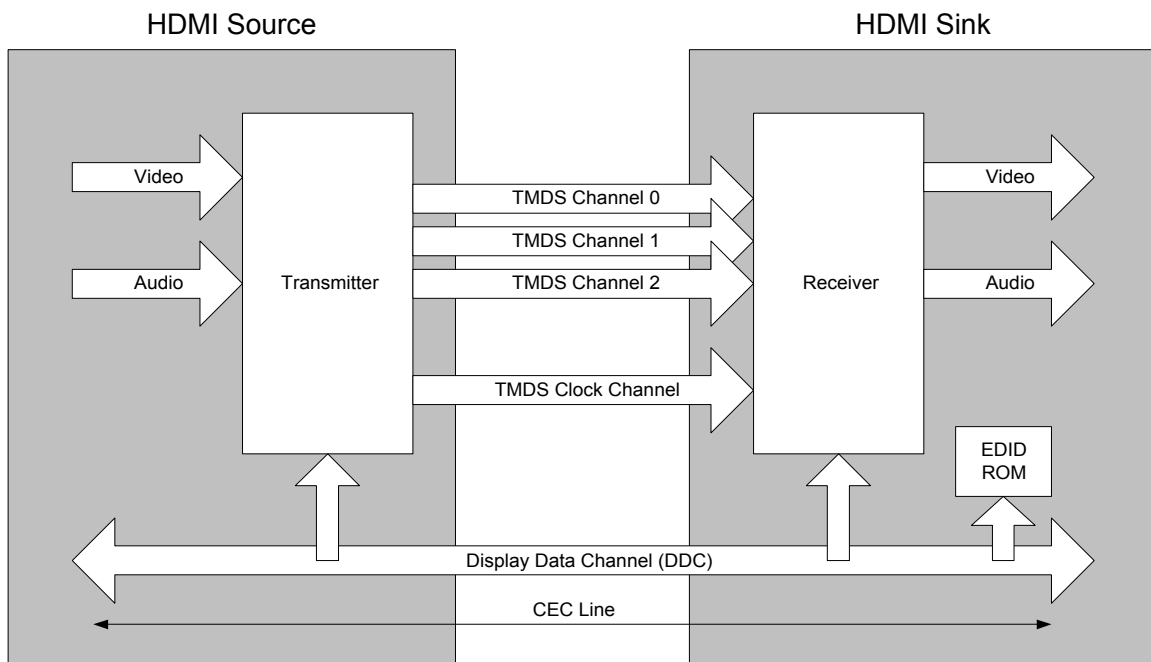 HDMI Source
HDMI Sink
Video
TMDS Channel 0
Video
TMDS Channel 1
Audio
Transmitter
TMDS Channel 2
Receiver
Audio
TMDS Clock Channel
EDID
ROM
Display Data Channel (DDC)
CEC Line